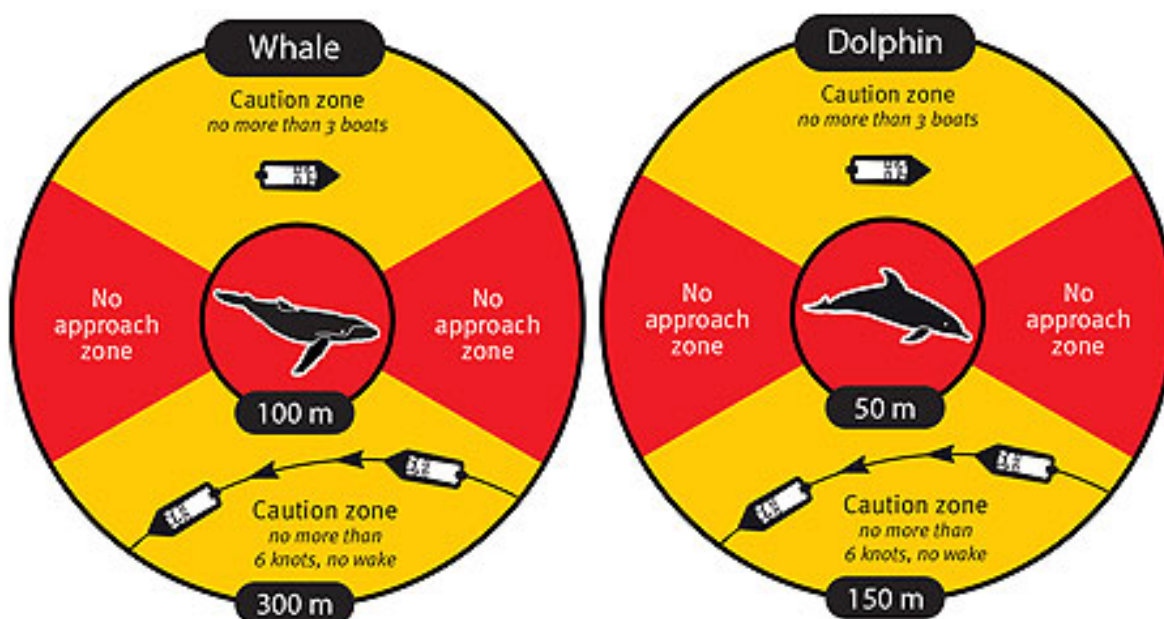 Whale
Caution zone
no more than 3 boats
No
approach
zone
No
approach
zone
100 m
Caution zone
no more than
6 knots, no wake
300 m
Dolphin
Caution zone
no more than 3 boats
No
approach
zone
No
approach
zone
50 m
Caution zone
no more than
6 knots, no wake
150 m